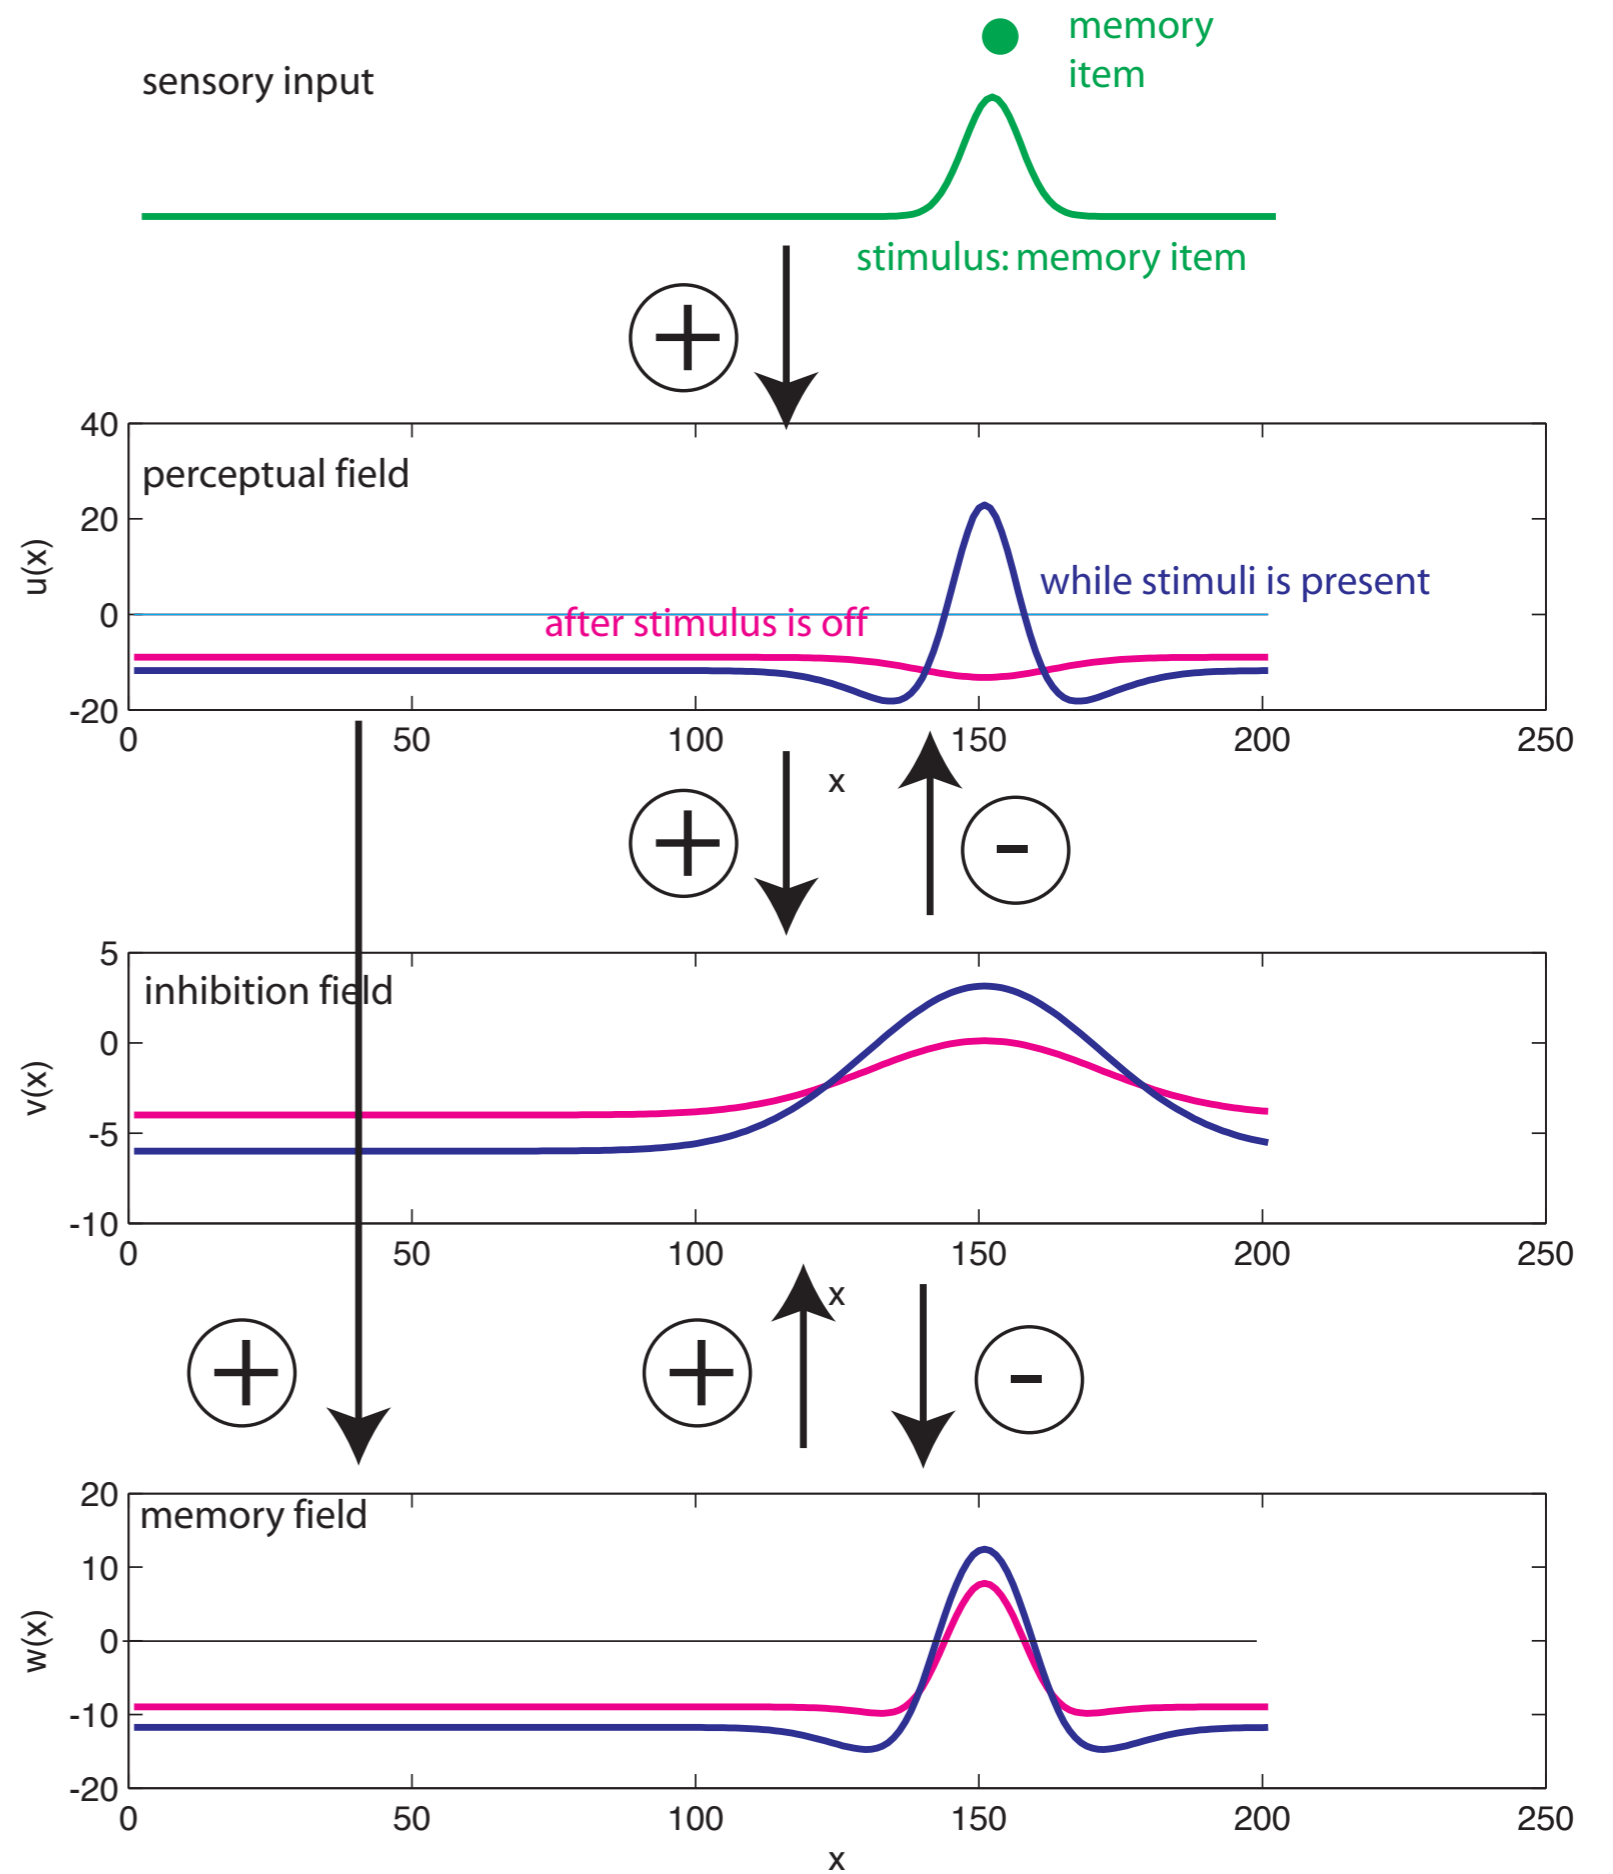 memory
item
sensory input
stimulus: memory item
+
40
perceptual field
20
u(x)
while stimuli is present
0
after stimulus is off
-20
0 50 100 150 200 250
x
+ -
5
inhibition field
0
v(x)
-5
-10
0 50 100 150 200 250
x
+ + -
20
memory field
10
w(x)
0
-10
-20
0 50 100 150 200 250
x